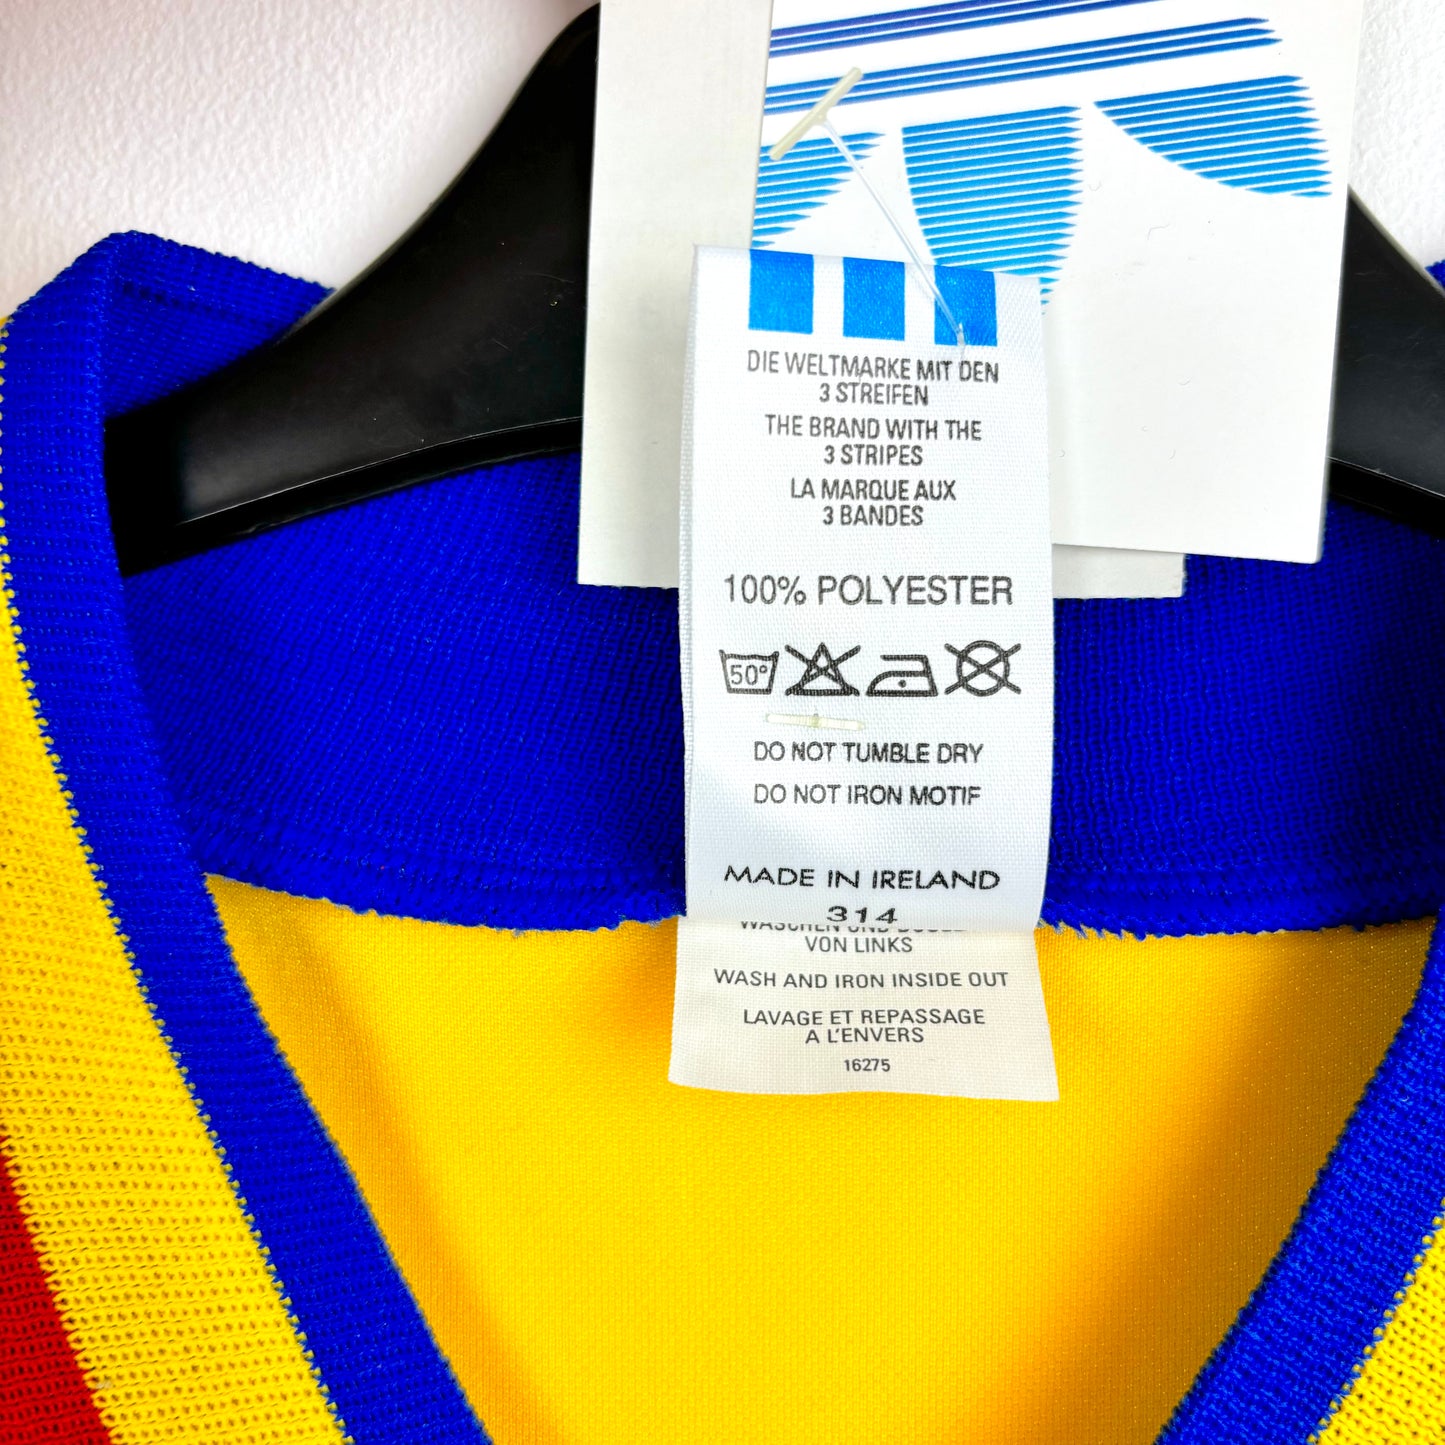 DIE WELTMARKE MIT DEN
3 STREIFEN
THE BRAND WITH THE
3 STRIPES
LA MARQUE AUX
3 BANDES
100% POLYESTER
50°
DO NOT TUMBLE DRY
DO NOT IRON MOTIF
MADE IN IRELAND
314
WASCHEN UND
VON LINKS
WASH AND IRON INSIDE OUT
LAVAGE ET REPASSAGE
A L'ENVERS
16275